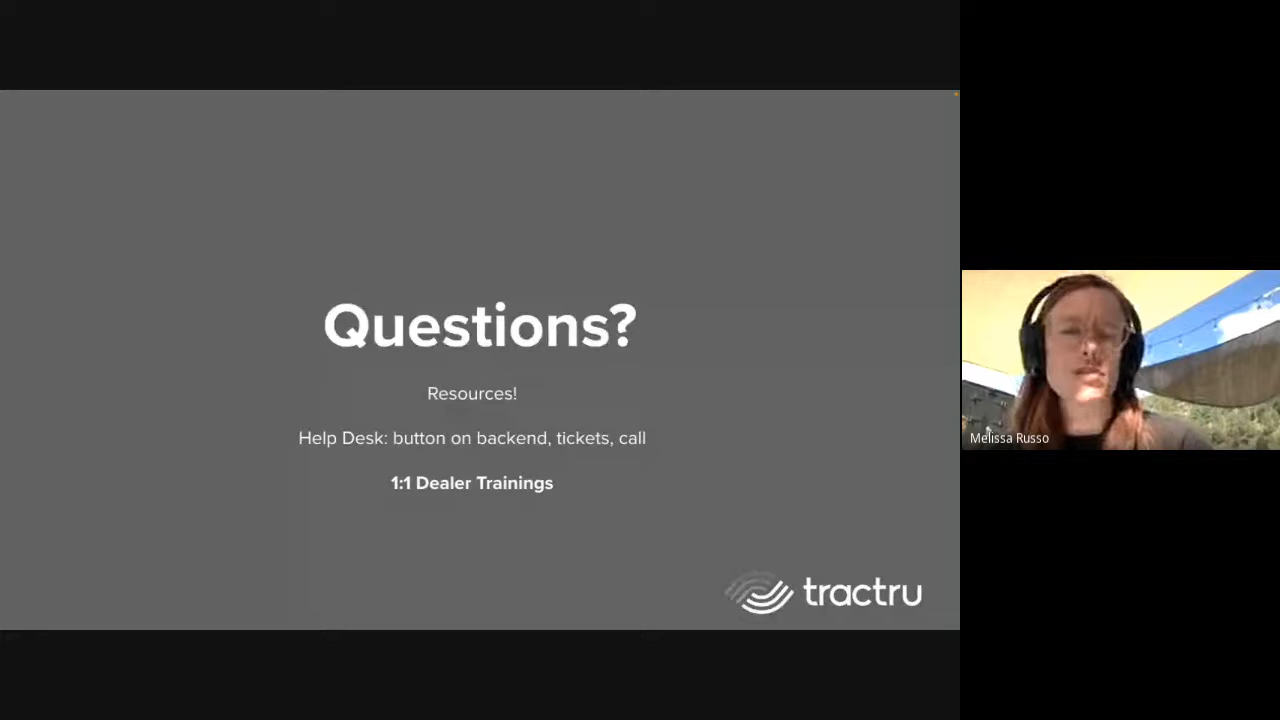 Questions?
Resources!
Help Desk: button on backend, tickets, call
1:1 Dealer Trainings
tractru
Melissa Russo